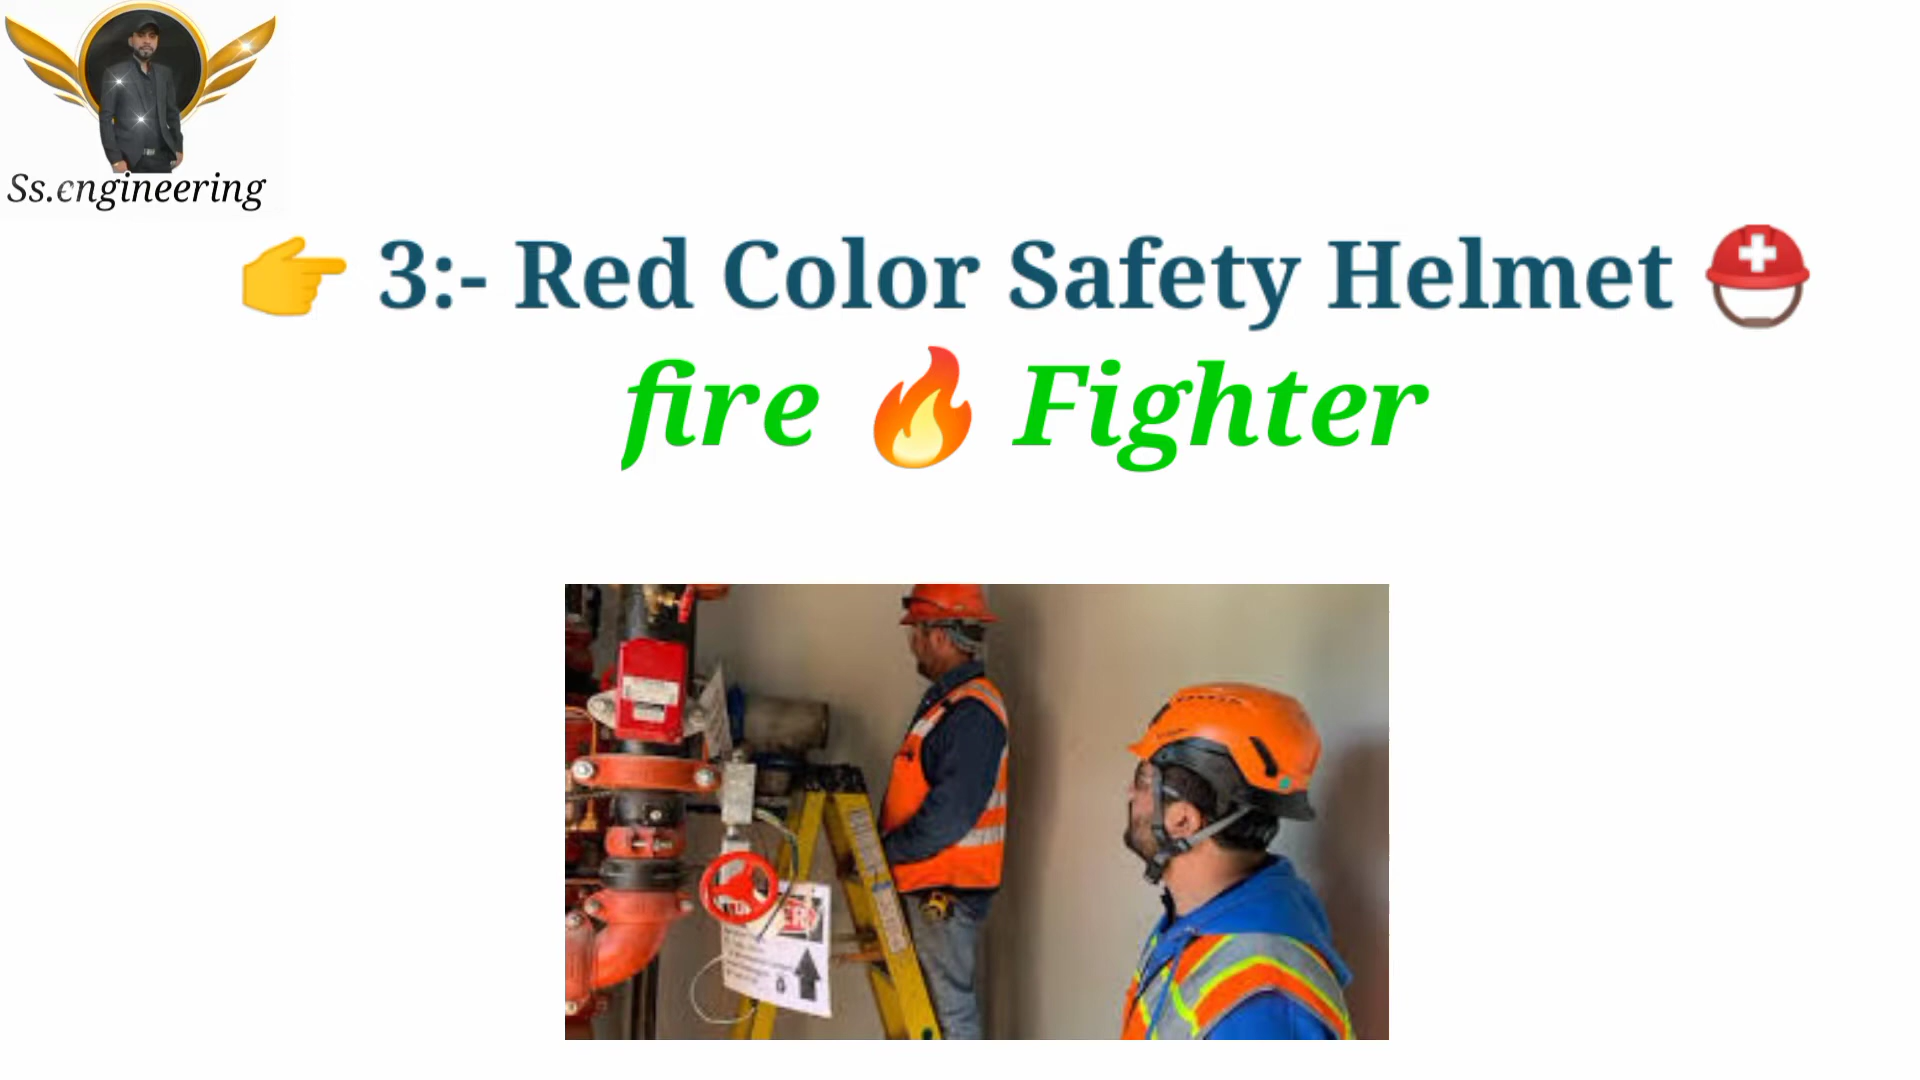 Ss.engineering
👉 3:- Red Color Safety Helmet ⛑
fire 🔥 Fighter